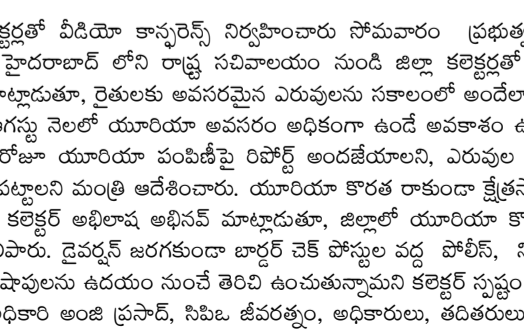 క్టర్లతో వీడియో కాన్ఫరెన్స్ నిర్వహించారు సోమవారం ప్రభుత్వ
హైదరాబాద్ లోని రాష్ట్ర సచివాలయం నుండి జిల్లా కలెక్టర్లతో
మాట్లాడుతూ, రైతులకు అవసరమైన ఎరువులను సకాలంలో అందేలా
ఆగస్టు నెలలో యూరియా అవసరం అధికంగా ఉండే అవకాశం ఉ
రోజూ యూరియా పంపిణీపై రిపోర్ట్ అందజేయాలని, ఎరువుల
పట్టాలని మంత్రి ఆదేశించారు. యూరియా కొరత రాకుండా క్షేత్రస
కలెక్టర్ అభిలాష అభినవ్ మాట్లాడుతూ, జిల్లాలో యూరియా కొ
పారు. డైవర్షన్ జరగకుండా బార్డర్ చెక్ పోస్టుల వద్ద పోలీస్,
షాపులను ఉదయం నుంచే తెరిచి ఉంచుతున్నామని కలెక్టర్ స్పష్టం
ధికారి అంజి ప్రసాద్, సిపిఒ జీవరత్నం, అధికారులు, తదితరులు